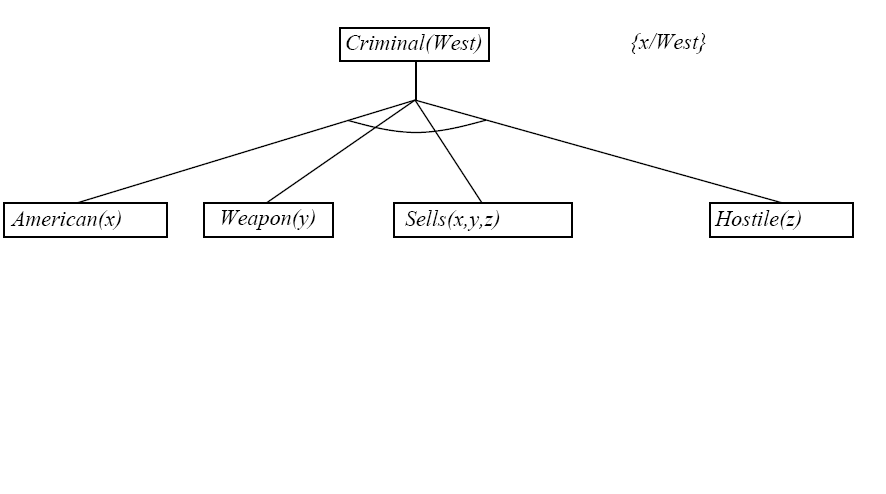 Criminal(West)
{x/West}
American(x)
Weapon(y)
Sells(x,y,z)
Hostile(z)